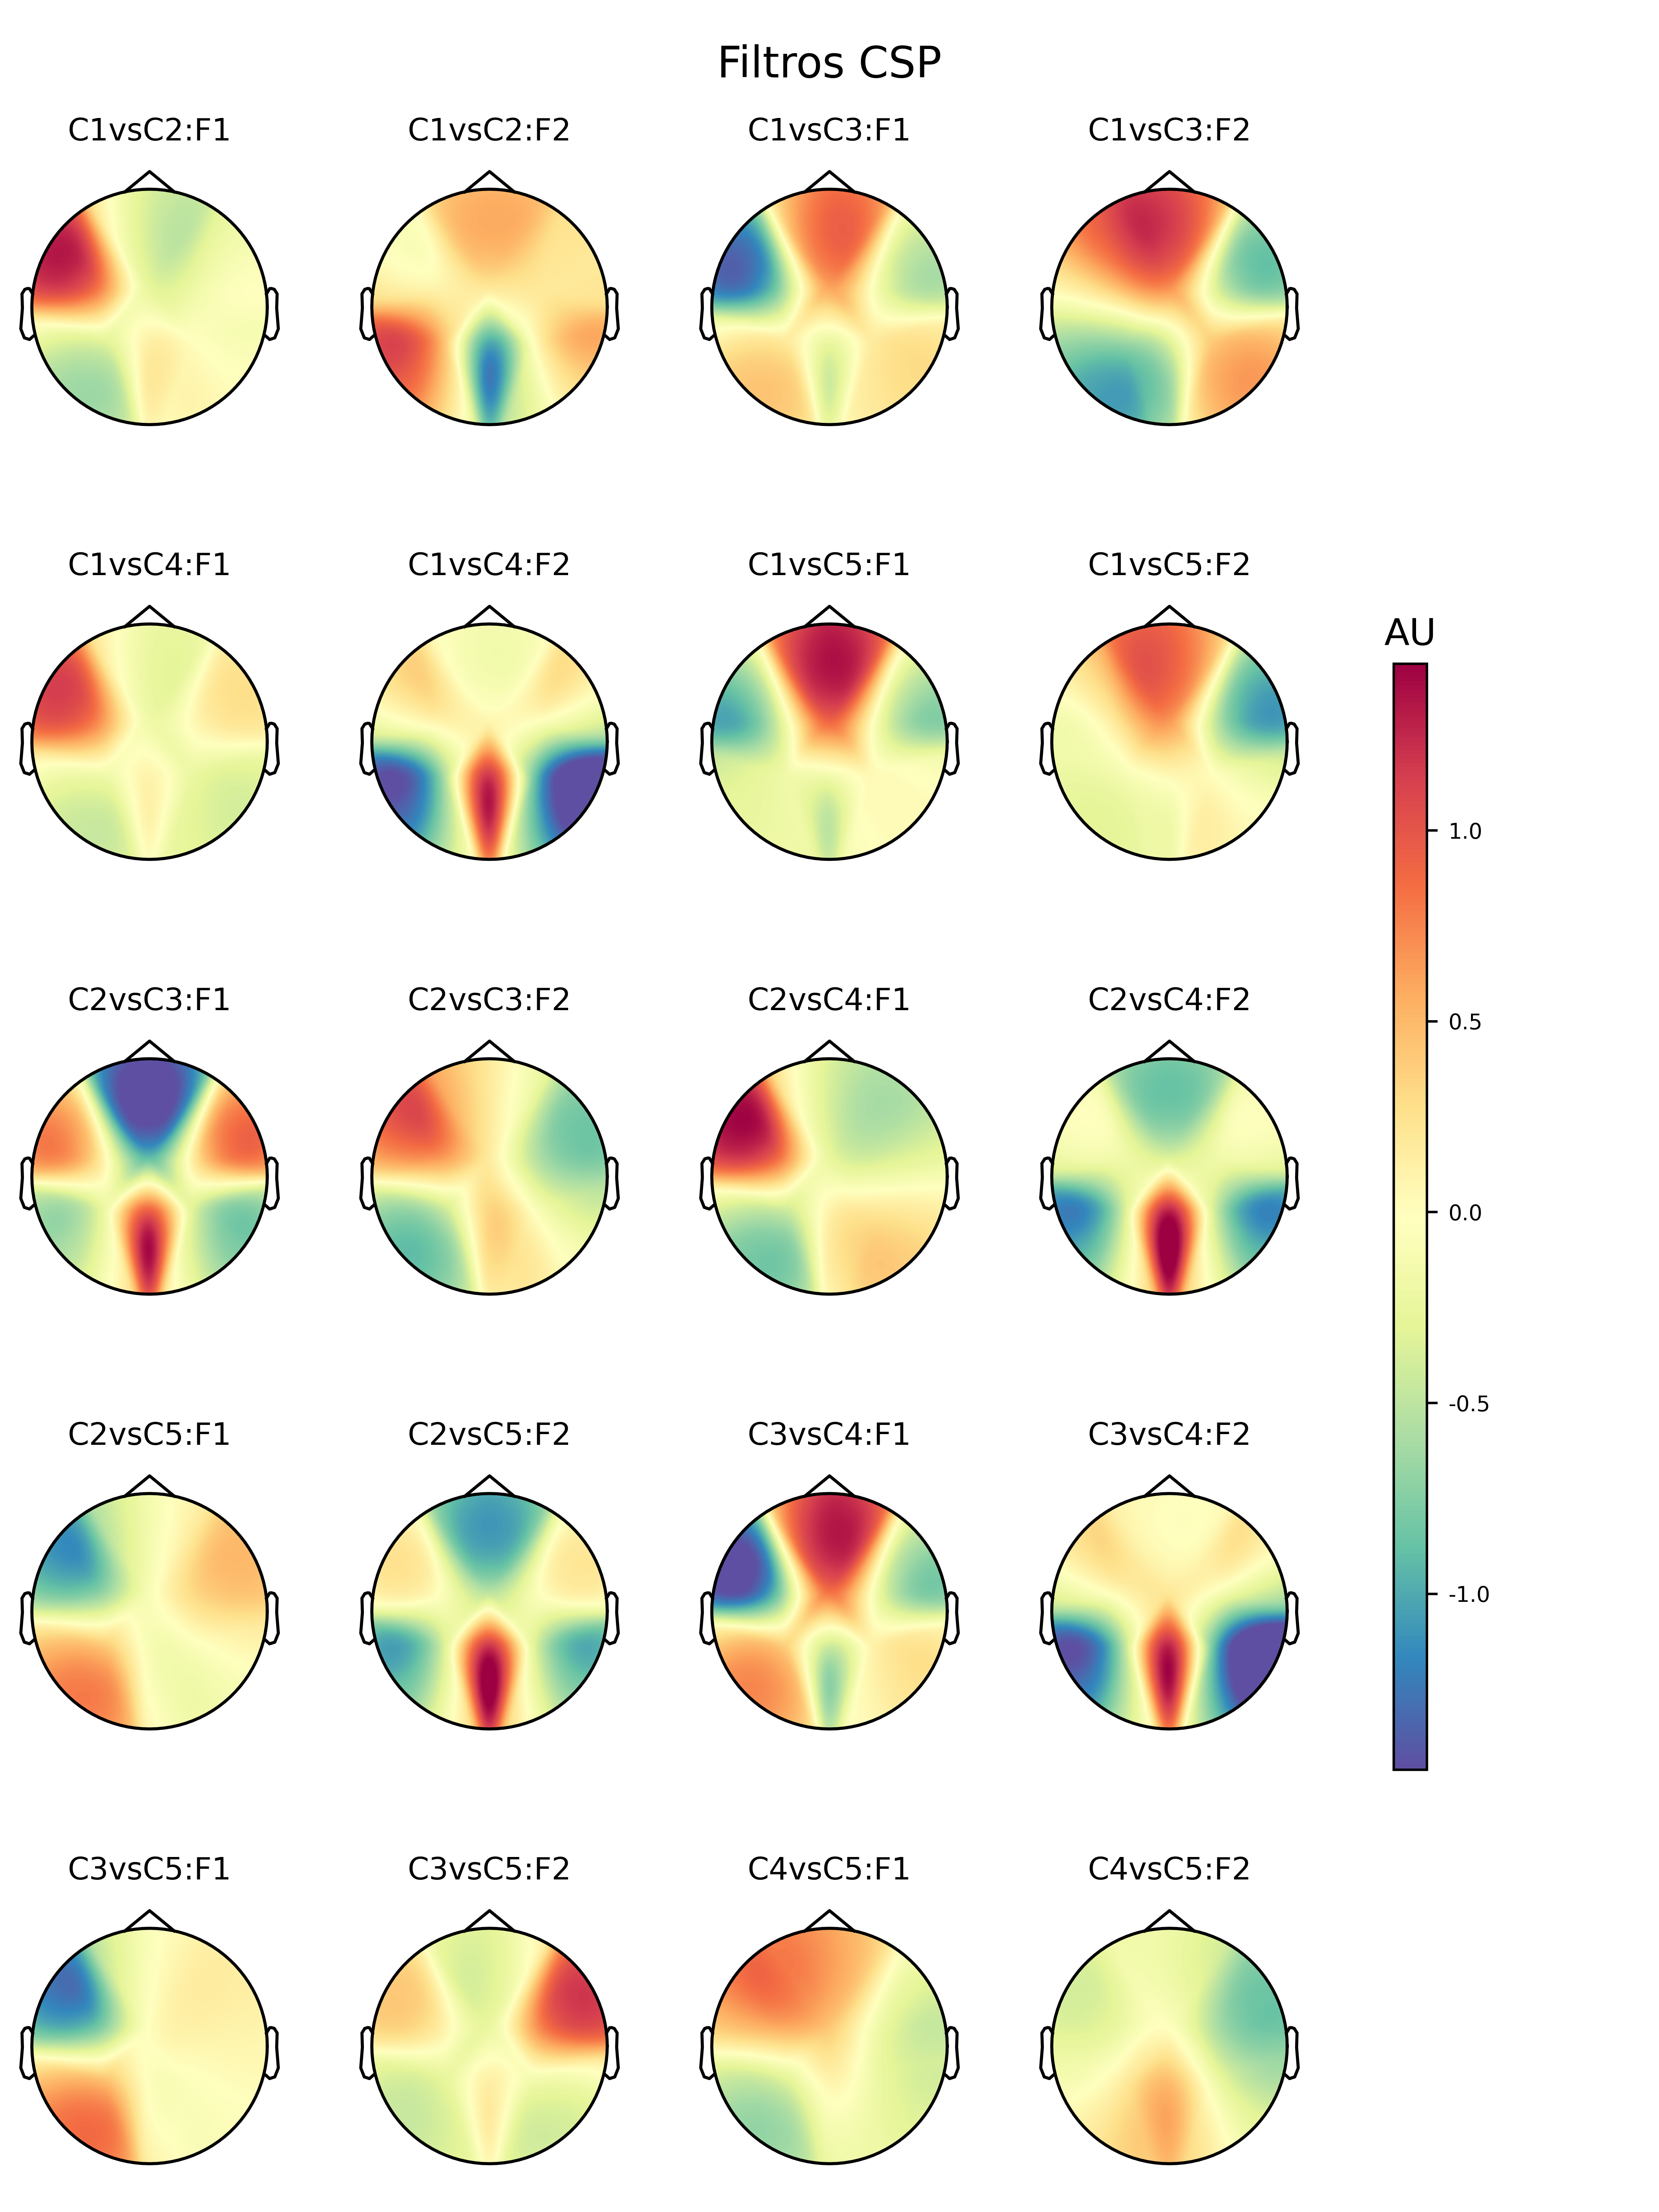 Filtros CSP
C1vsC2:F1
C1vsC2:F2
C1vsC3:F1
C1vsC3:F2
C1vsC4:F1
C1vsC4:F2
C1vsC5:F1
C1vsC5:F2
AU
1.0
0.5
0.0
-0.5
-1.0
C2vsC3:F1
C2vsC3:F2
C2vsC4:F1
C2vsC4:F2
C2vsC5:F1
C2vsC5:F2
C3vsC4:F1
C3vsC4:F2
C3vsC5:F1
C3vsC5:F2
C4vsC5:F1
C4vsC5:F2